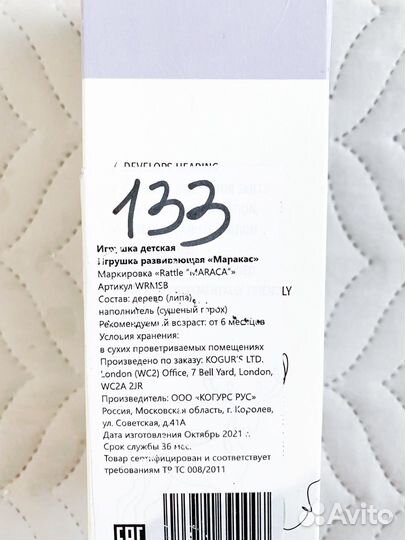 DEVELOPS HEARING
133
Игрушка детская
Игрушка развивающая «Маракас»
Маркировка «Rattle "MARACA"»
Артикул WRMSB
LY
Состав: дерево (липа),
наполнитель (сушеный горох)
Рекомендуемый возраст: от 6 месяцев
Условия хранения:
в сухих проветриваемых помещениях
Произведено по заказу: KOGUR'S LTD.
London (WC2) Office, 7 Bell Yard, London,
WC2A 2JR
Производитель: ООО «КОГУРС РУС»
Россия, Московская область, г. Королев,
ул. Советская, д.41А
Дата изготовления Октябрь 2021 г.
Срок службы 36 мес.
Товар сертифицирован и соответствует
требованиям ТР ТС 008/2011
EAC
Avito